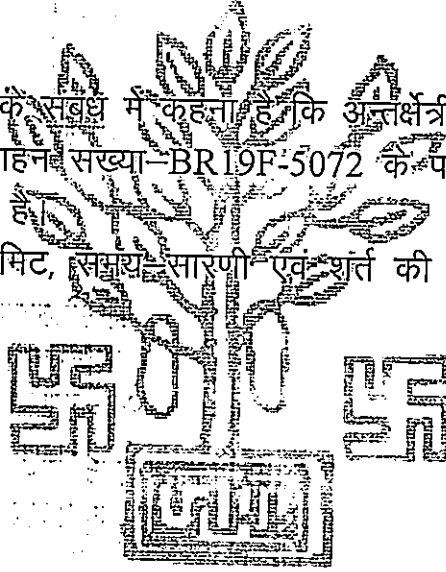 के संबंध में कहना है कि अन्तर्क्षेत्री
हन संख्या–BR19F-5072 के प
है।
मिट, समय–सारणी एवं शर्त की